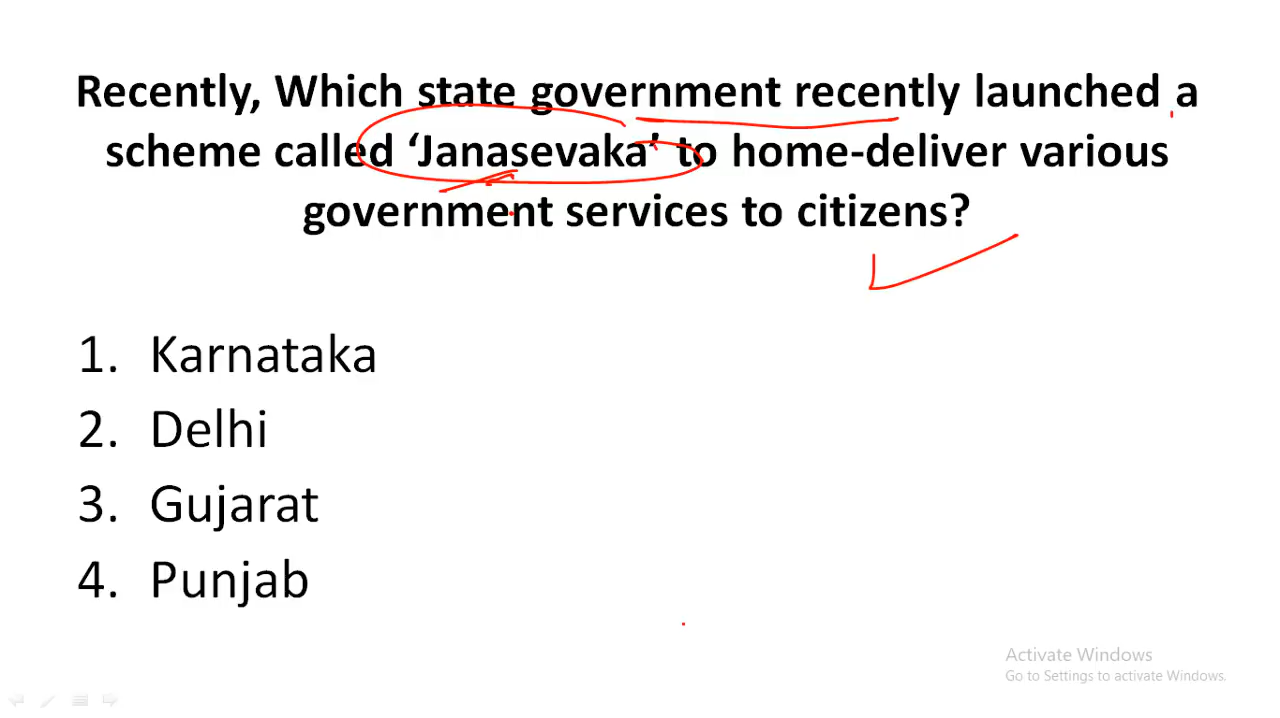 Recently, Which state government recently launched a
scheme called ‘Janasevaka’ to home-deliver various
government services to citizens?
1. Karnataka
2. Delhi
3. Gujarat
4. Punjab
Activate Windows
Go to Settings to activate Windows.